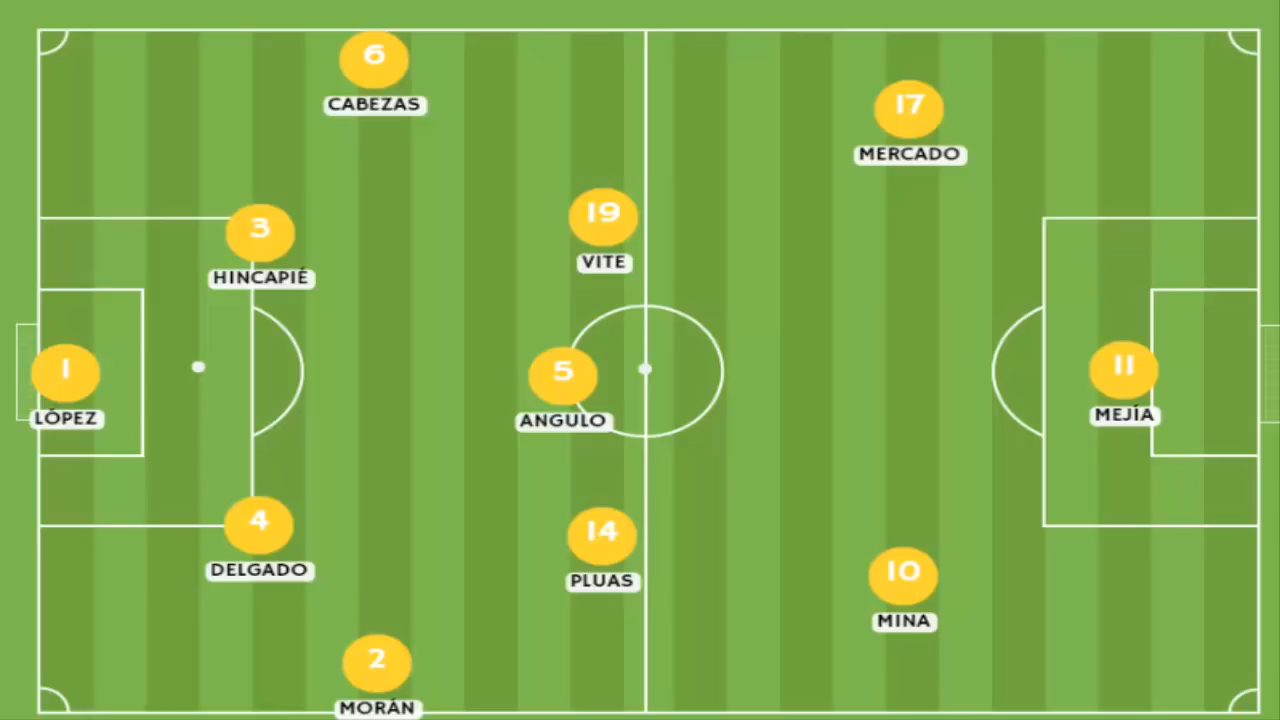 6
CABEZAS
17
MERCADO
3
HINCAPIÉ
19
VITE
1
LÓPEZ
5
ANGULO
11
MEJÍA
4
DELGADO
14
PLUAS
10
MINA
2
MORÁN